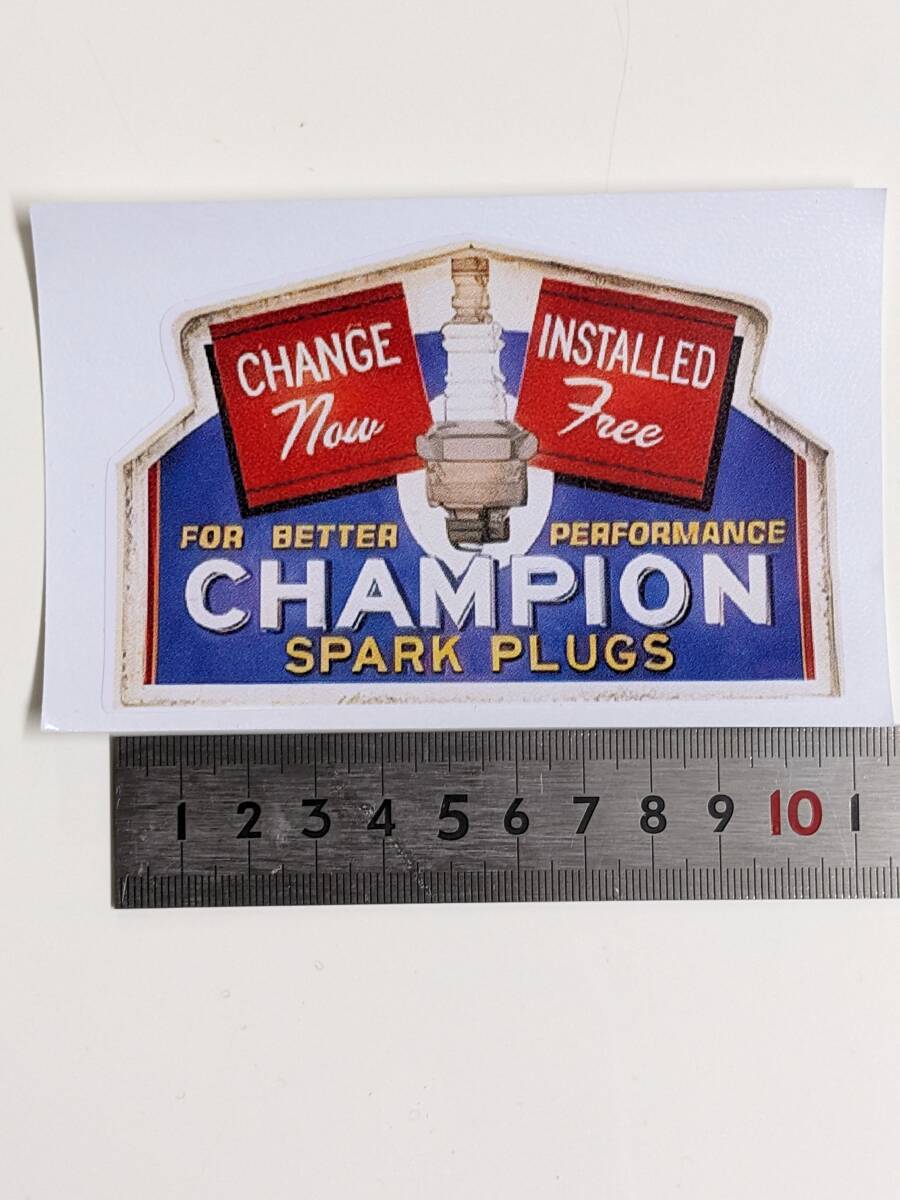 CHANGE
Now
INSTALLED
Free
FOR BETTER PERFORMANCE
CHAMPION
SPARK PLUGS
1 2 3 4 5 6 7 8 9 10 1